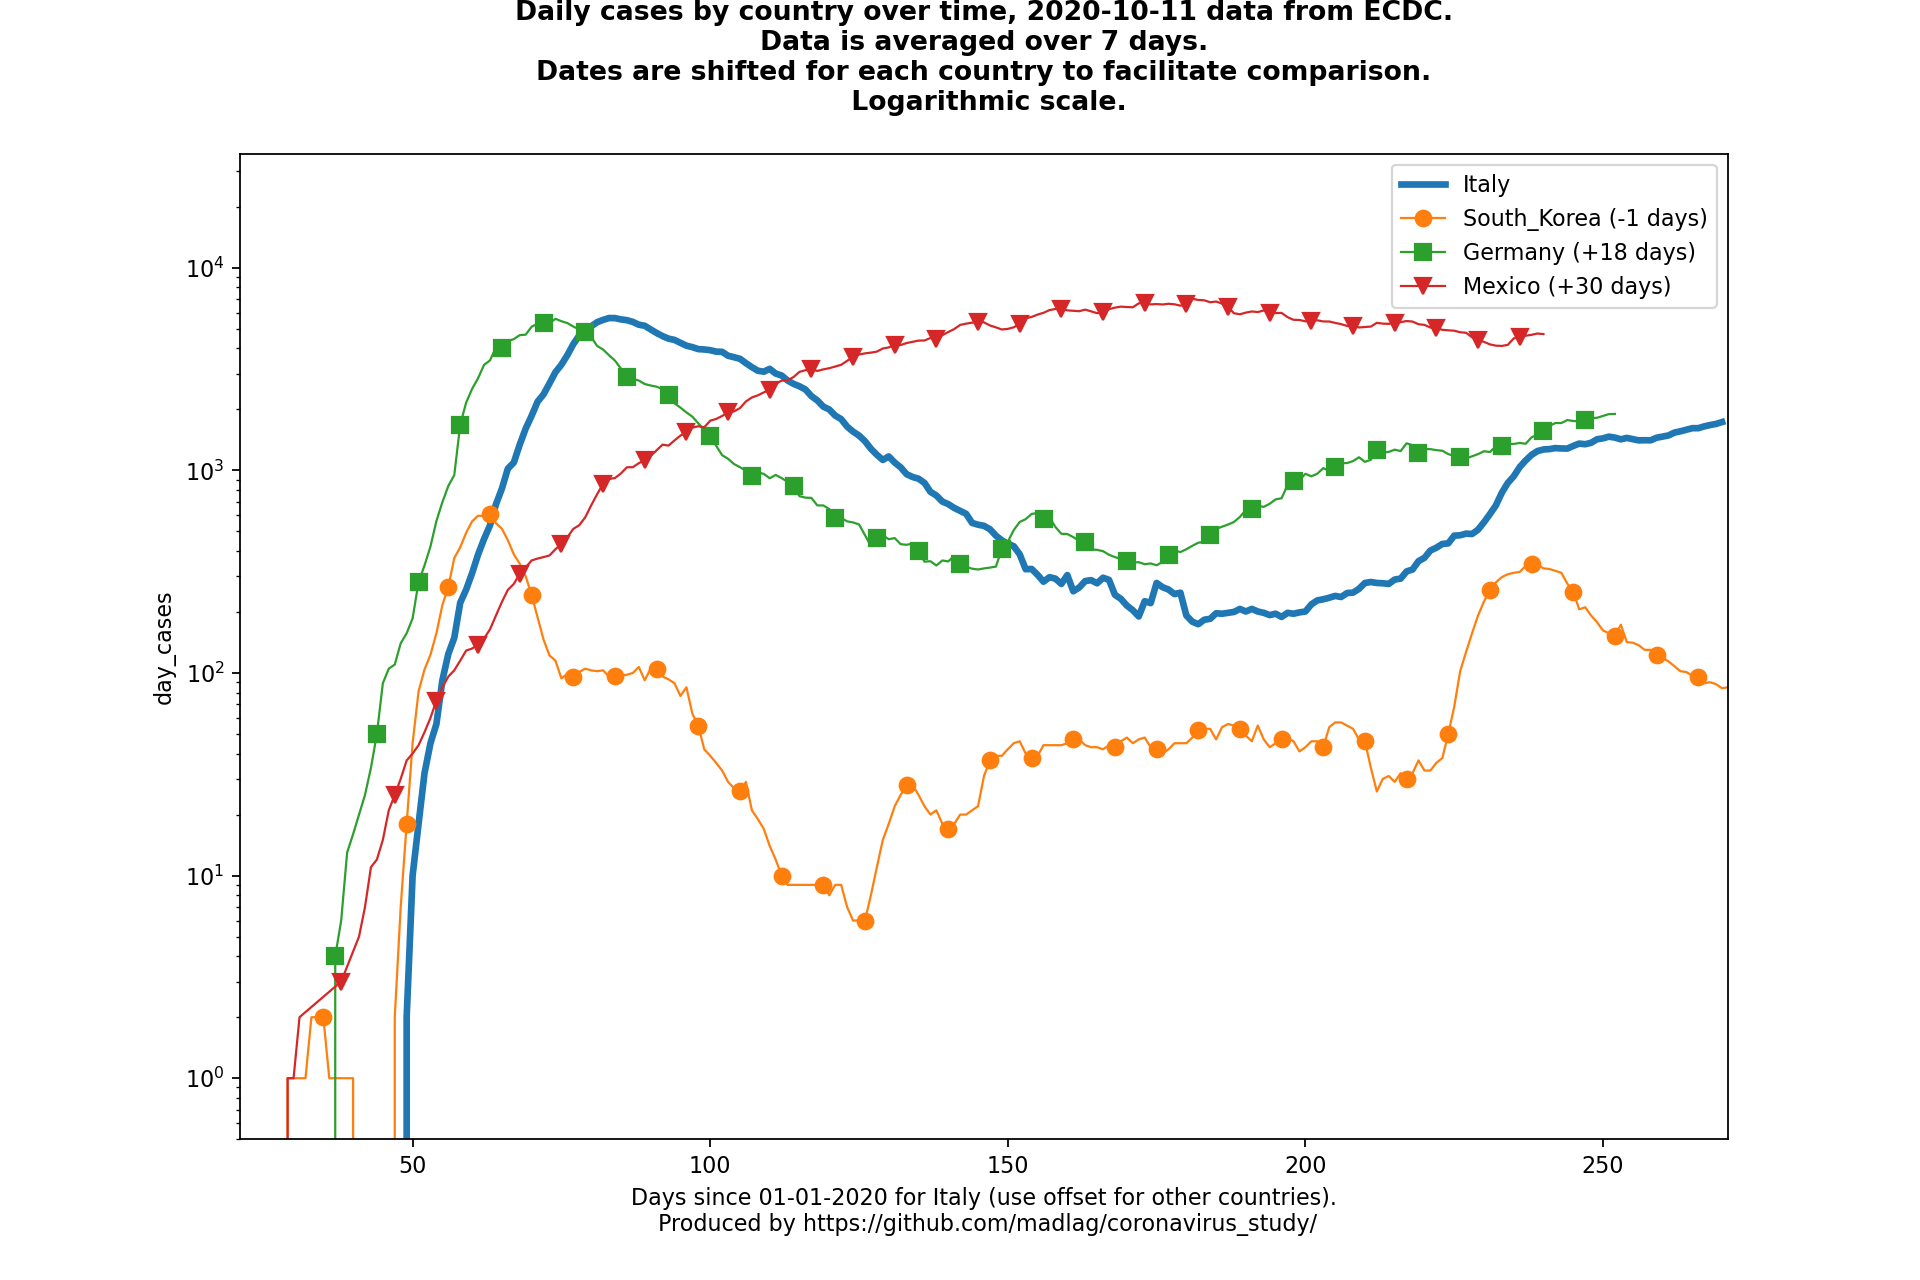 Daily cases by country over time, 2020-10-11 data from ECDC.
Data is averaged over 7 days.
Dates are shifted for each country to facilitate comparison.
Logarithmic scale.
Italy
South_Korea (-1 days)
Germany (+18 days)
Mexico (+30 days)
day_cases
10⁴
10³
10²
10¹
10⁰
50 100 150 200 250
Days since 01-01-2020 for Italy (use offset for other countries).
Produced by https://github.com/madlag/coronavirus_study/